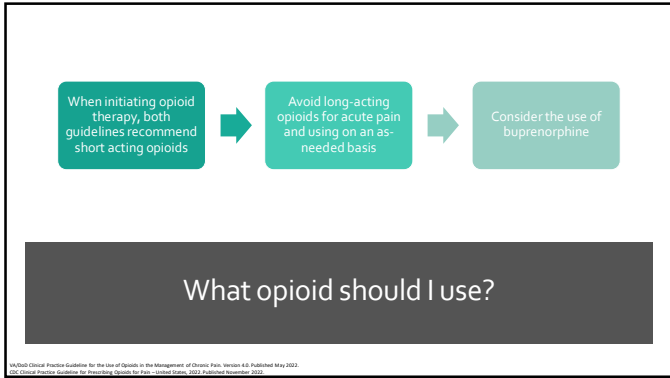 When initiating opioid
therapy, both
guidelines recommend
short acting opioids
Avoid long-acting
opioids for acute pain
and using on an as-
needed basis
Consider the use of
buprenorphine
What opioid should I use?
VA/DoD Clinical Practice Guideline for the Use of Opioids in the Management of Chronic Pain. Version 4.0. Published May 2022.
CDC Clinical Practice Guideline for Prescribing Opioids for Pain – United States, 2022. Published November 2022.